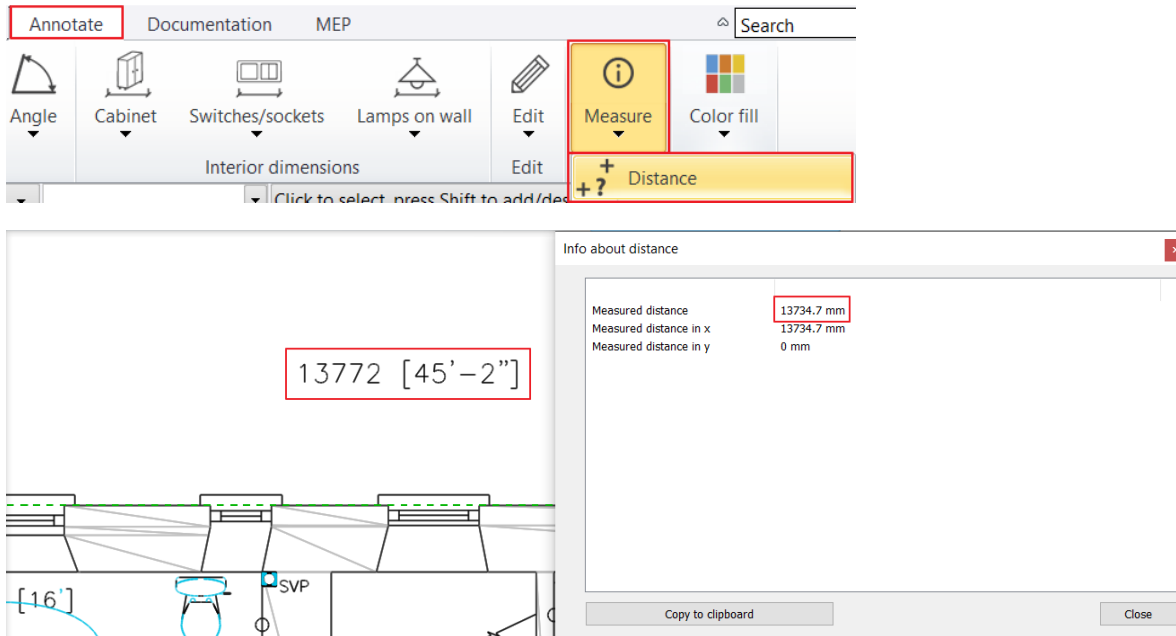 Annotate Documentation MEP Search
Angle Cabinet Switches/sockets Lamps on wall Edit Measure Color fill
Interior dimensions Edit
+ + ? Distance
Click to select, press Shift to add/des
Info about distance
Measured distance 13734.7 mm
Measured distance in x 13734.7 mm
Measured distance in y 0 mm
13772 [45'-2"]
SVP
[16']
Copy to clipboard Close